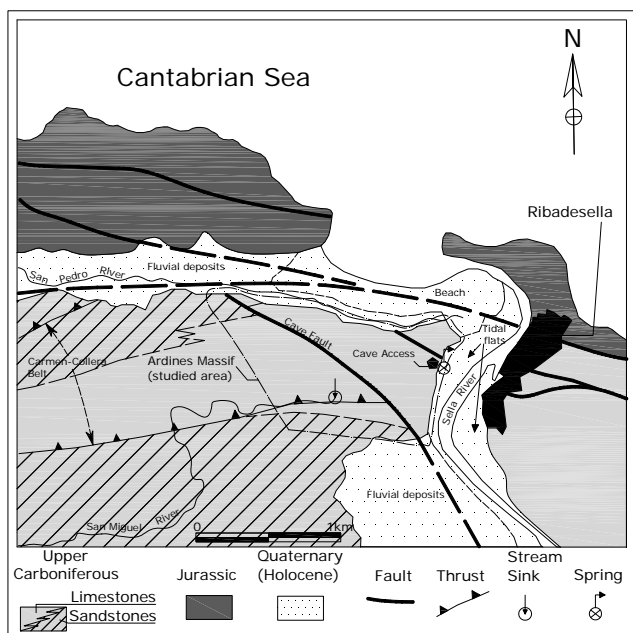 Cantabrian Sea
N
Ribadesella
San Pedro River
Fluvial deposits
Beach
Tidal
flats
Cave Fault
Carmen-Collera
Belt
Ardines Massif
(studied area)
Cave Access
Sella River
Fluvial deposits
San Miguel River
0
1km
Upper
Carboniferous
Jurassic
Quaternary
(Holocene)
Fault
Thrust
Stream
Sink
Spring
Limestones
Sandstones